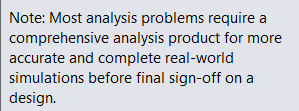 Note: Most analysis problems require a
comprehensive analysis product for more
accurate and complete real-world
simulations before final sign-off on a
design.